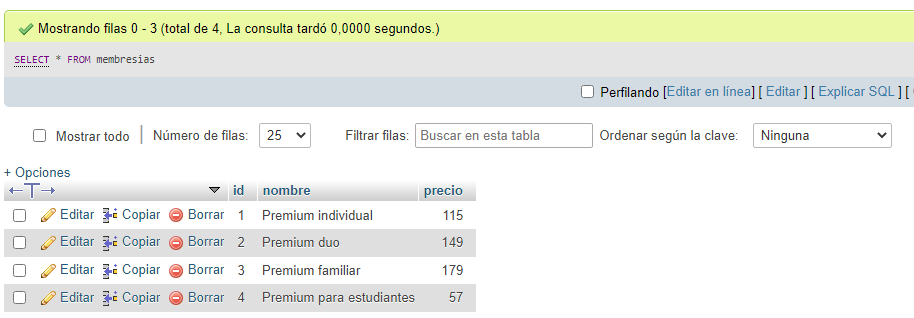 Mostrando filas 0 - 3 (total de 4, La consulta tardó 0,0000 segundos.)
SELECT * FROM membresias
Perfilando [Editar en línea] [ Editar ] [ Explicar SQL ] [
Mostrar todo | Número de filas: 25 Filtrar filas: Buscar en esta tabla Ordenar según la clave: Ninguna
+ Opciones
←T→ id nombre precio
Editar Copiar Borrar 1 Premium individual 115
Editar Copiar Borrar 2 Premium duo 149
Editar Copiar Borrar 3 Premium familiar 179
Editar Copiar Borrar 4 Premium para estudiantes 57